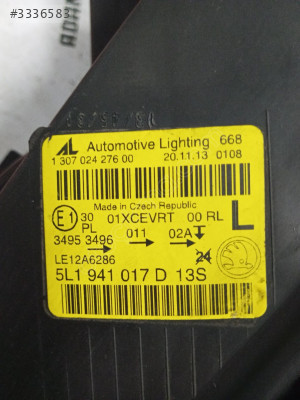 #3336583
ADANA
AL Automotive Lighting 668
1 307 024 276 00 20.11.13 0108
Made in Czech Republic
E1 30 01XCEVRT 00 RL L
PL
3495 3496 011 02A
LE12A6286 24
5L1 941 017 D 13S